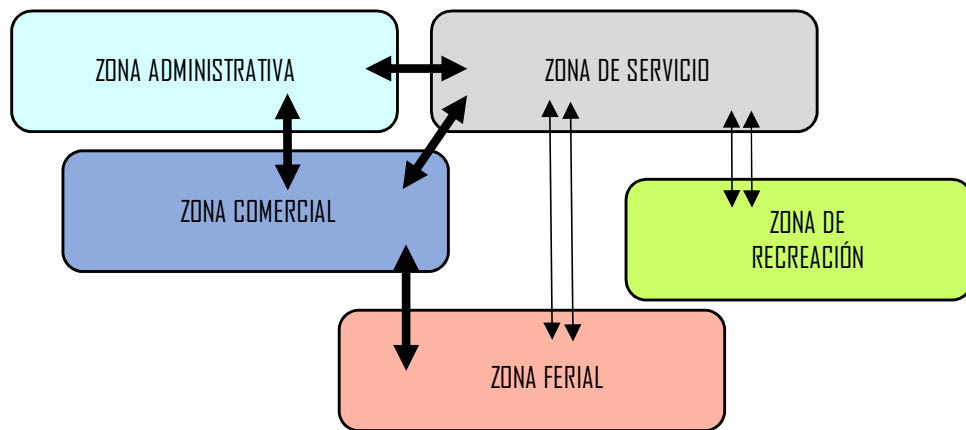 ZONA ADMINISTRATIVA
ZONA DE SERVICIO
ZONA COMERCIAL
ZONA DE
RECREACIÓN
ZONA FERIAL